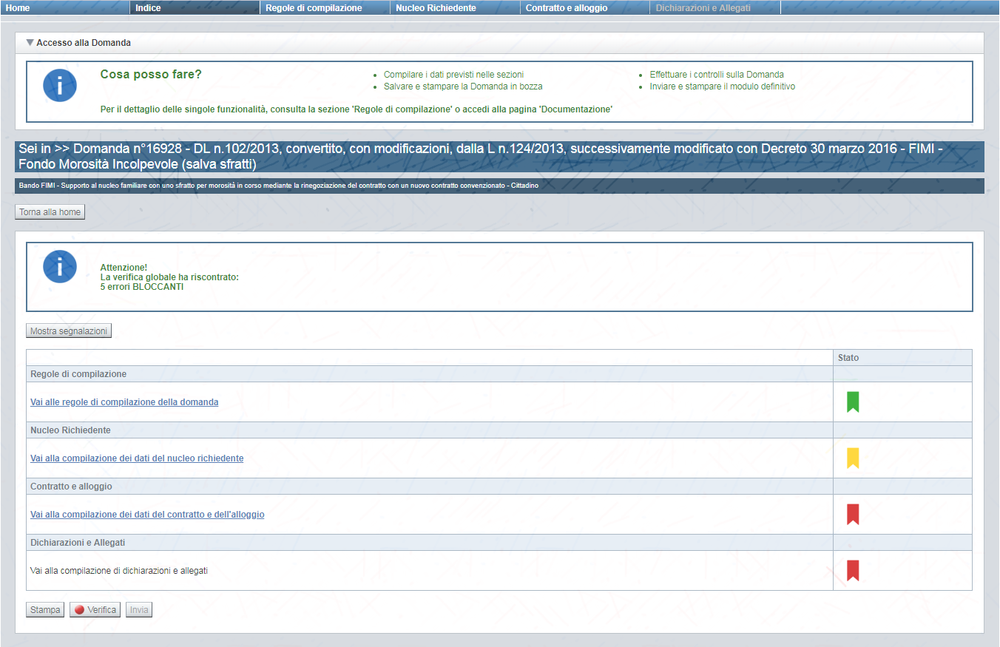 Home Indice Regole di compilazione Nucleo Richiedente Contratto e alloggio Dichiarazioni e Allegati
Accesso alla Domanda
Cosa posso fare?
Compilare i dati previsti nelle sezioni
Salvare e stampare la Domanda in bozza
Effettuare i controlli sulla Domanda
Inviare e stampare il modulo definitivo
Per il dettaglio delle singole funzionalità, consulta la sezione 'Regole di compilazione' o accedi alla pagina 'Documentazione'
Sei in >> Domanda n°16928 - DL n.102/2013, convertito, con modificazioni, dalla L n.124/2013, successivamente modificato con Decreto 30 marzo 2016 - FIMI -
Fondo Morosità Incolpevole (salva sfratti)
Bando FIMI - Supporto al nucleo familiare con uno sfratto per morosità in corso mediante la rinegoziazione del contratto con un nuovo contratto convenzionato - Cittadino
Torna alla home
Attenzione!
La verifica globale ha riscontrato:
5 errori BLOCCANTI
Mostra segnalazioni
Stato
Regole di compilazione
Vai alle regole di compilazione della domanda
Nucleo Richiedente
Vai alla compilazione dei dati del nucleo richiedente
Contratto e alloggio
Vai alla compilazione dei dati del contratto e dell'alloggio
Dichiarazioni e Allegati
Vai alla compilazione di dichiarazioni e allegati
Stampa Verifica Invia